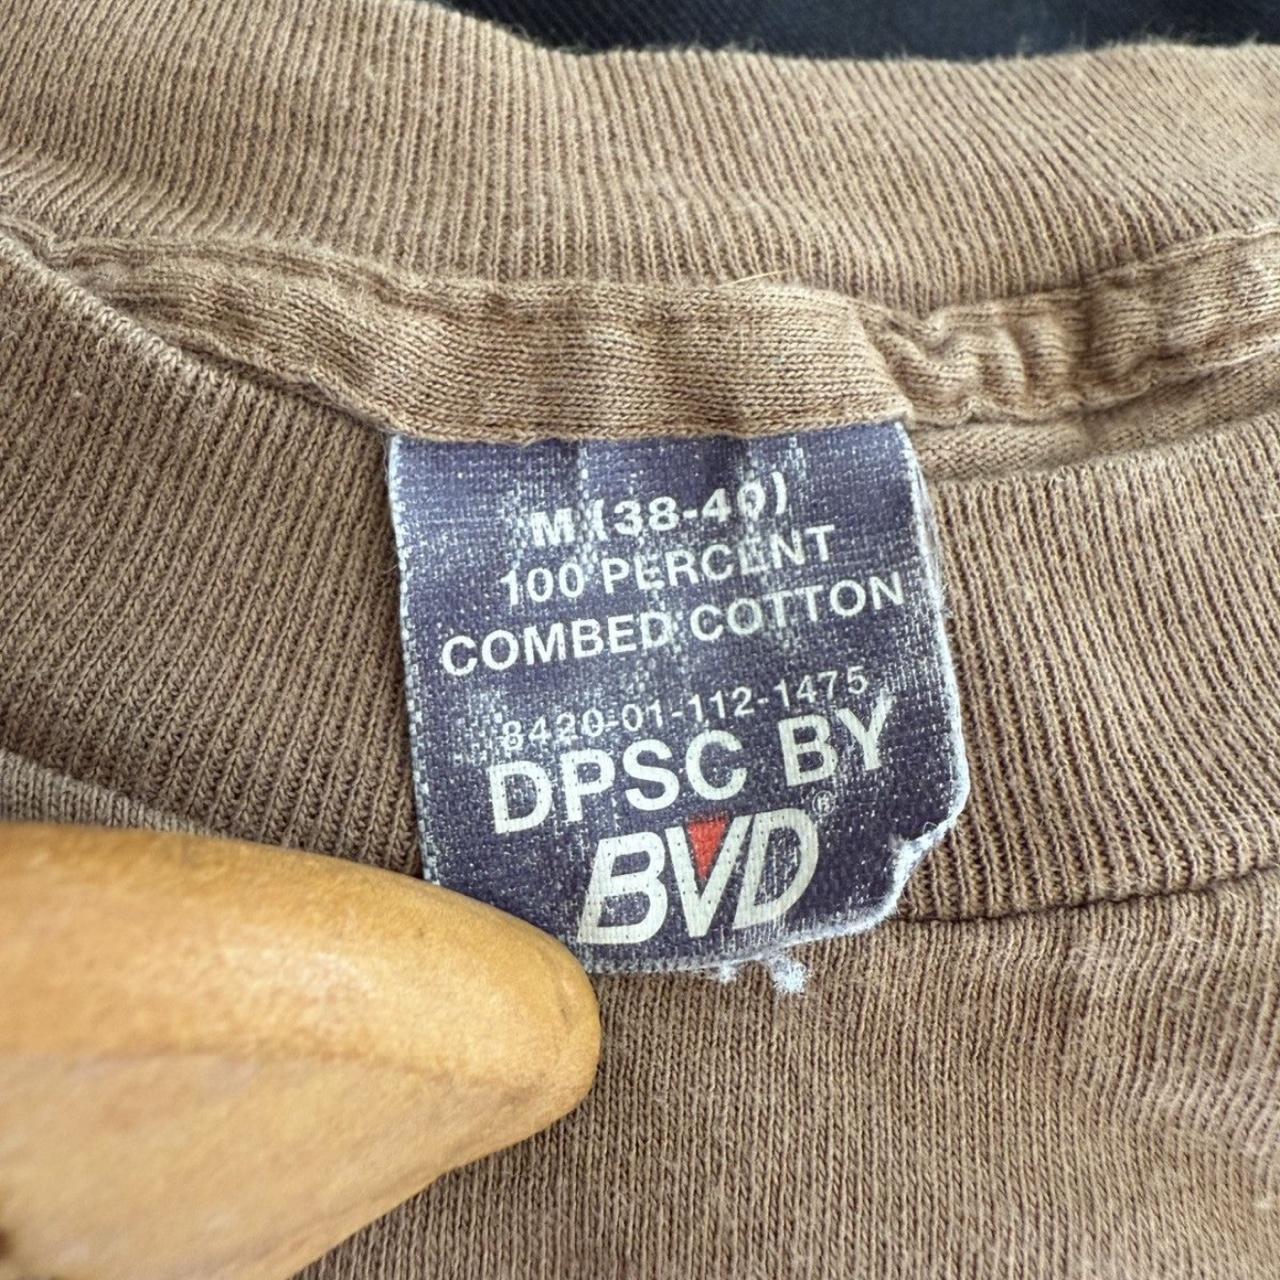 M (38-40)
100 PERCENT
COMBED COTTON
8420-01-112-1475
DPSC BY
BVD®